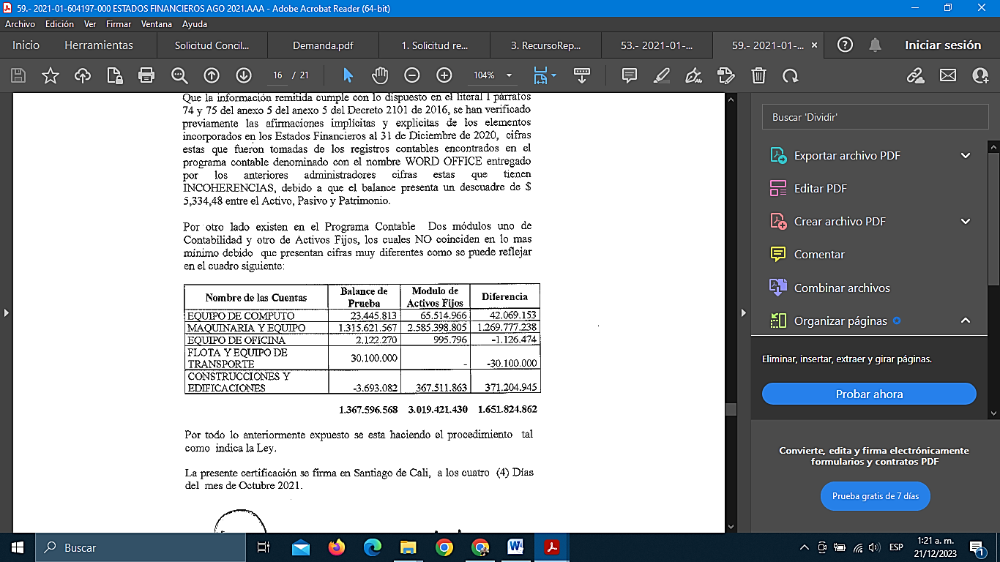 59.- 2021-01-604197-000 ESTADOS FINANCIEROS AGO 2021.AAA - Adobe Acrobat Reader (64-bit)
Archivo Edición Ver Firmar Ventana Ayuda
Inicio Herramientas Solicitud Concil... Demanda.pdf 1. Solicitud re... 3. RecursoRep... 53.- 2021-01-... 59.- 2021-01-... Iniciar sesión
16 / 21 104%
Que la información remitida cumple con lo dispuesto en el literal I párrafos
74 y 75 del anexo 5 del anexo 5 del Decreto 2101 de 2016, se han verificado
previamente las afirmaciones implícitas y explicitas de los elementos
incorporados en los Estados Financieros al 31 de Diciembre de 2020, cifras
estas que fueron tomadas de los registros contables encontrados en el
programa contable denominado con el nombre WORD OFFICE entregado
por los anteriores administradores cifras estas que tienen
INCOHERENCIAS, debido a que el balance presenta un descuadre de $
5,334,48 entre el Activo, Pasivo y Patrimonio.
Por otro lado existen en el Programa Contable Dos módulos uno de
Contabilidad y otro de Activos Fijos, los cuales NO coinciden en lo mas
mínimo debido que presentan cifras muy diferentes como se puede reflejar
en el cuadro siguiente:
Nombre de las Cuentas Balance de Prueba Modulo de Activos Fijos Diferencia
EQUIPO DE COMPUTO 23.445.813 65.514.966 42.069.153
MAQUINARIA Y EQUIPO 1.315.621.567 2.585.398.805 1.269.777.238
EQUIPO DE OFICINA 2.122.270 995.796 -1.126.474
FLOTA Y EQUIPO DE TRANSPORTE 30.100.000 - -30.100.000
CONSTRUCCIONES Y EDIFICACIONES -3.693.082 367.511.863 371.204.945
1.367.596.568 3.019.421.430 1.651.824.862
Por todo lo anteriormente expuesto se esta haciendo el procedimiento tal
como indica la Ley.
La presente certificación se firma en Santiago de Cali, a los cuatro (4) Días
del mes de Octubre 2021.
Buscar 'Dividir'
Exportar archivo PDF
Editar PDF
Crear archivo PDF
Comentar
Combinar archivos
Organizar páginas
Eliminar, insertar, extraer y girar páginas.
Probar ahora
Convierte, edita y firma electrónicamente
formularios y contratos PDF
Prueba gratis de 7 días
Buscar
ESP
1:21 a. m.
21/12/2023
1